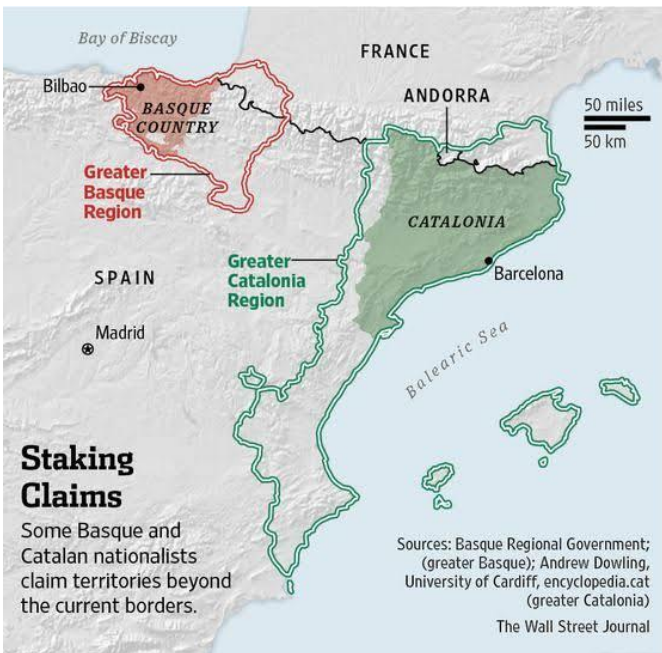 Bay of Biscay
FRANCE
Bilbao
ANDORRA
BASQUE
COUNTRY
50 miles
50 km
Greater
Basque
Region
CATALONIA
Greater
Catalonia
Region
Barcelona
SPAIN
Madrid
Balearic Sea
Staking
Claims
Some Basque and
Catalan nationalists
claim territories beyond
the current borders.
Sources: Basque Regional Government;
(greater Basque); Andrew Dowling,
University of Cardiff, encyclopedia.cat
(greater Catalonia)
The Wall Street Journal